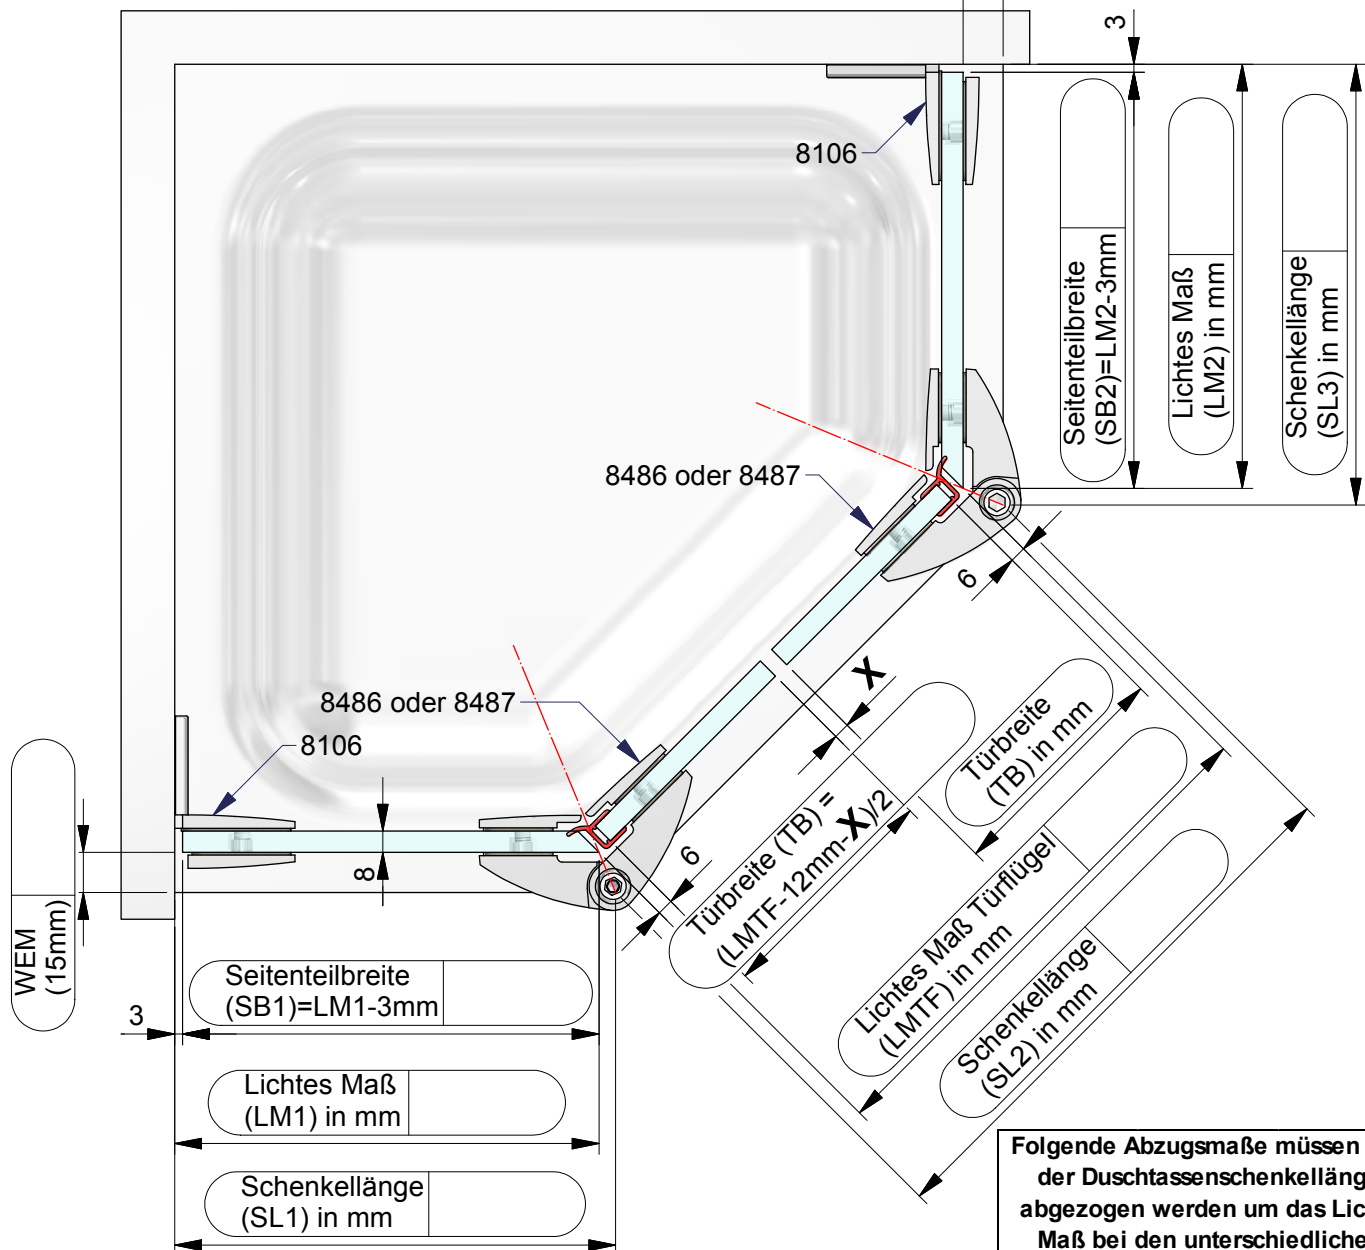 3
8106
Seitenteilbreite
(SB2)=LM2-3mm
Lichtes Maß
(LM2) in mm
Schenkellänge
(SL3) in mm
8486 oder 8487
6
8486 oder 8487
8106
X
Türbreite
(TB) in mm
Türbreite (TB) =
(LMTF-12mm-X)/2
Lichtes Maß Türflügel
(LMTF) in mm
Schenkellänge
(SL2) in mm
8
6
WEM
(15mm)
Seitenteilbreite
(SB1)=LM1-3mm
3
Lichtes Maß
(LM1) in mm
Schenkellänge
(SL1) in mm
Folgende Abzugsmaße müssen
der Duschtassenschenkelläng
abgezogen werden um das Lic
Maß bei den unterschiedliche